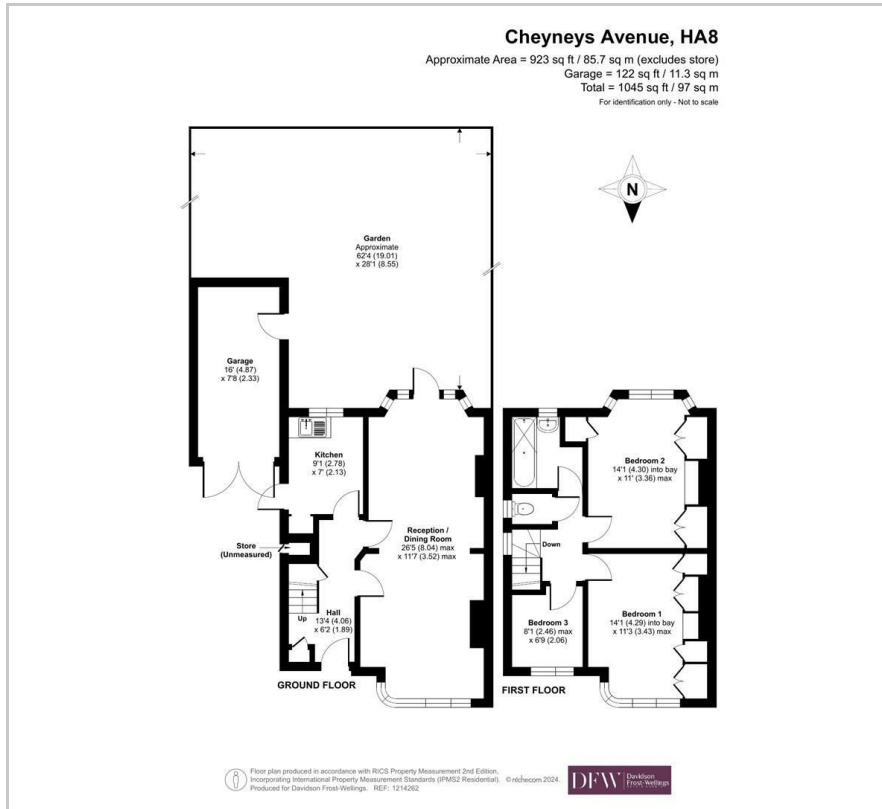 Cheyneys Avenue, HA8
Approximate Area = 923 sq ft / 85.7 sq m (excludes store)
Garage = 122 sq ft / 11.3 sq m
Total = 1045 sq ft / 97 sq m
For identification only - Not to scale
N
Garden
Approximate
62'4 (19.01)
x 28'1 (8.55)
Garage
16' (4.87)
x 7'8 (2.33)
Kitchen
9'1 (2.78)
x 7' (2.13)
Reception /
Dining Room
26'5 (8.04) max
x 11'7 (3.52) max
Store
(Unmeasured)
Up
Hall
13'4 (4.06)
x 6'2 (1.89)
GROUND FLOOR
Bedroom 2
14'1 (4.30) into bay
x 11' (3.36) max
Down
Bedroom 1
14'1 (4.29) into bay
x 11'3 (3.43) max
Bedroom 3
8'1 (2.46) max
x 6'9 (2.06)
FIRST FLOOR
Floor plan produced in accordance with RICS Property Measurement 2nd Edition,
Incorporating International Property Measurement Standards (IPMS2 Residential). © nichecom 2024.
Produced for Davidson Frost-Wellings. REF: 1214262
DFW
Davidson
Frost-Wellings